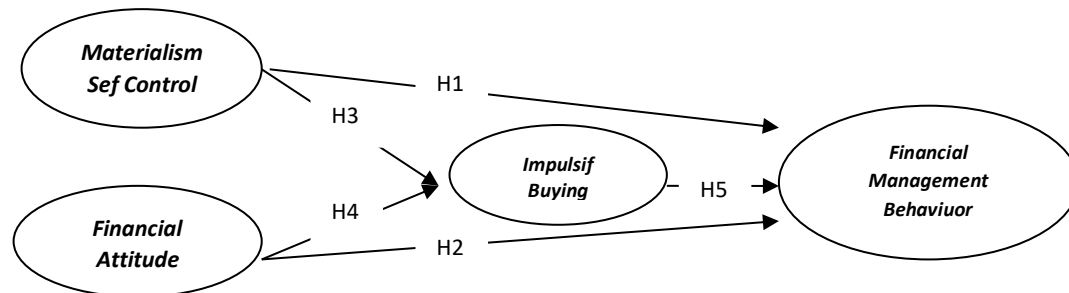 Materialism
Sef Control
H1
H3
Impulsif
Buying
Financial
Management
Behaviuor
H5
H4
Financial
Attitude
H2